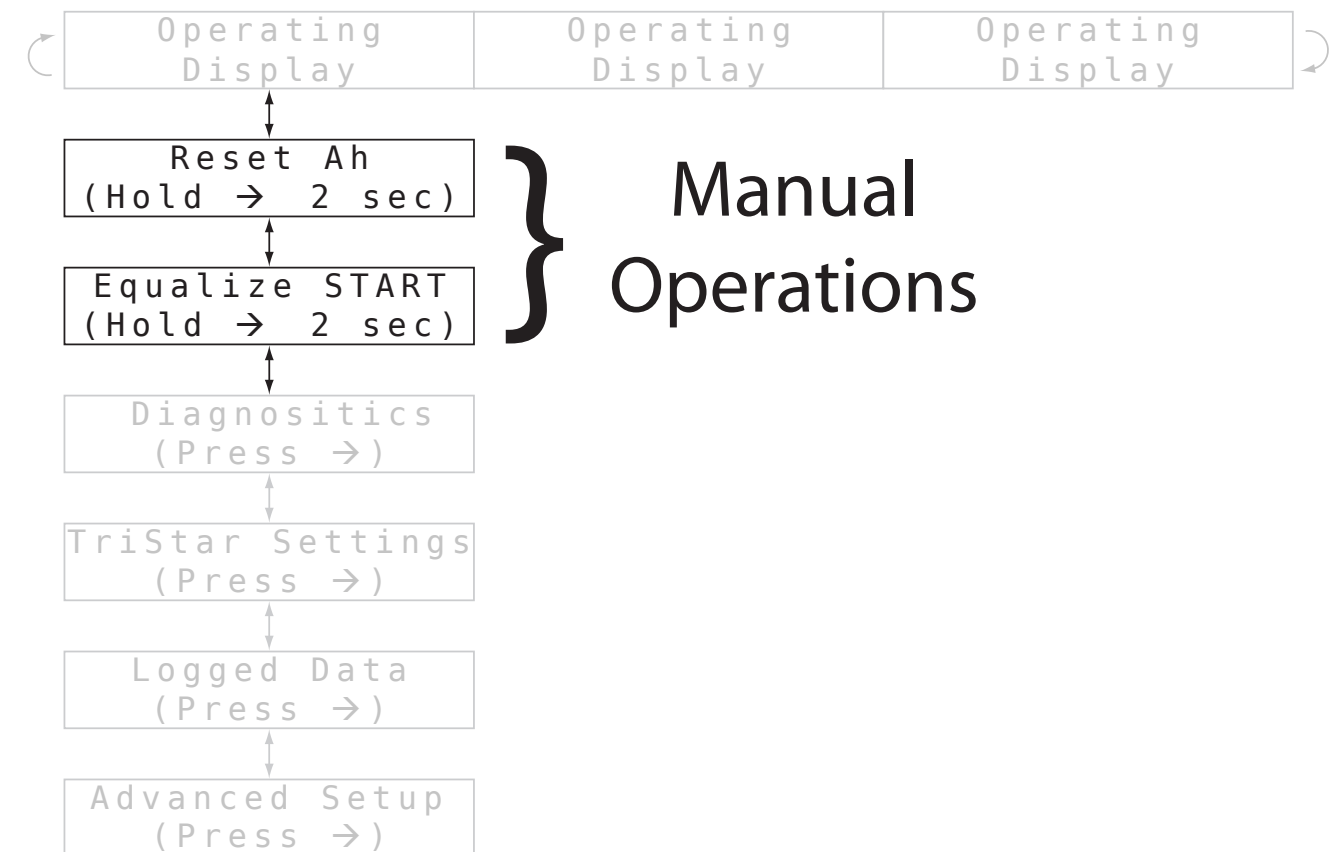 Operating Display
Operating Display
Operating Display
Reset Ah
(Hold → 2 sec)
Equalize START
(Hold → 2 sec)
Manual
Operations
Diagnositics
(Press →)
TriStar Settings
(Press →)
Logged Data
(Press →)
Advanced Setup
(Press →)